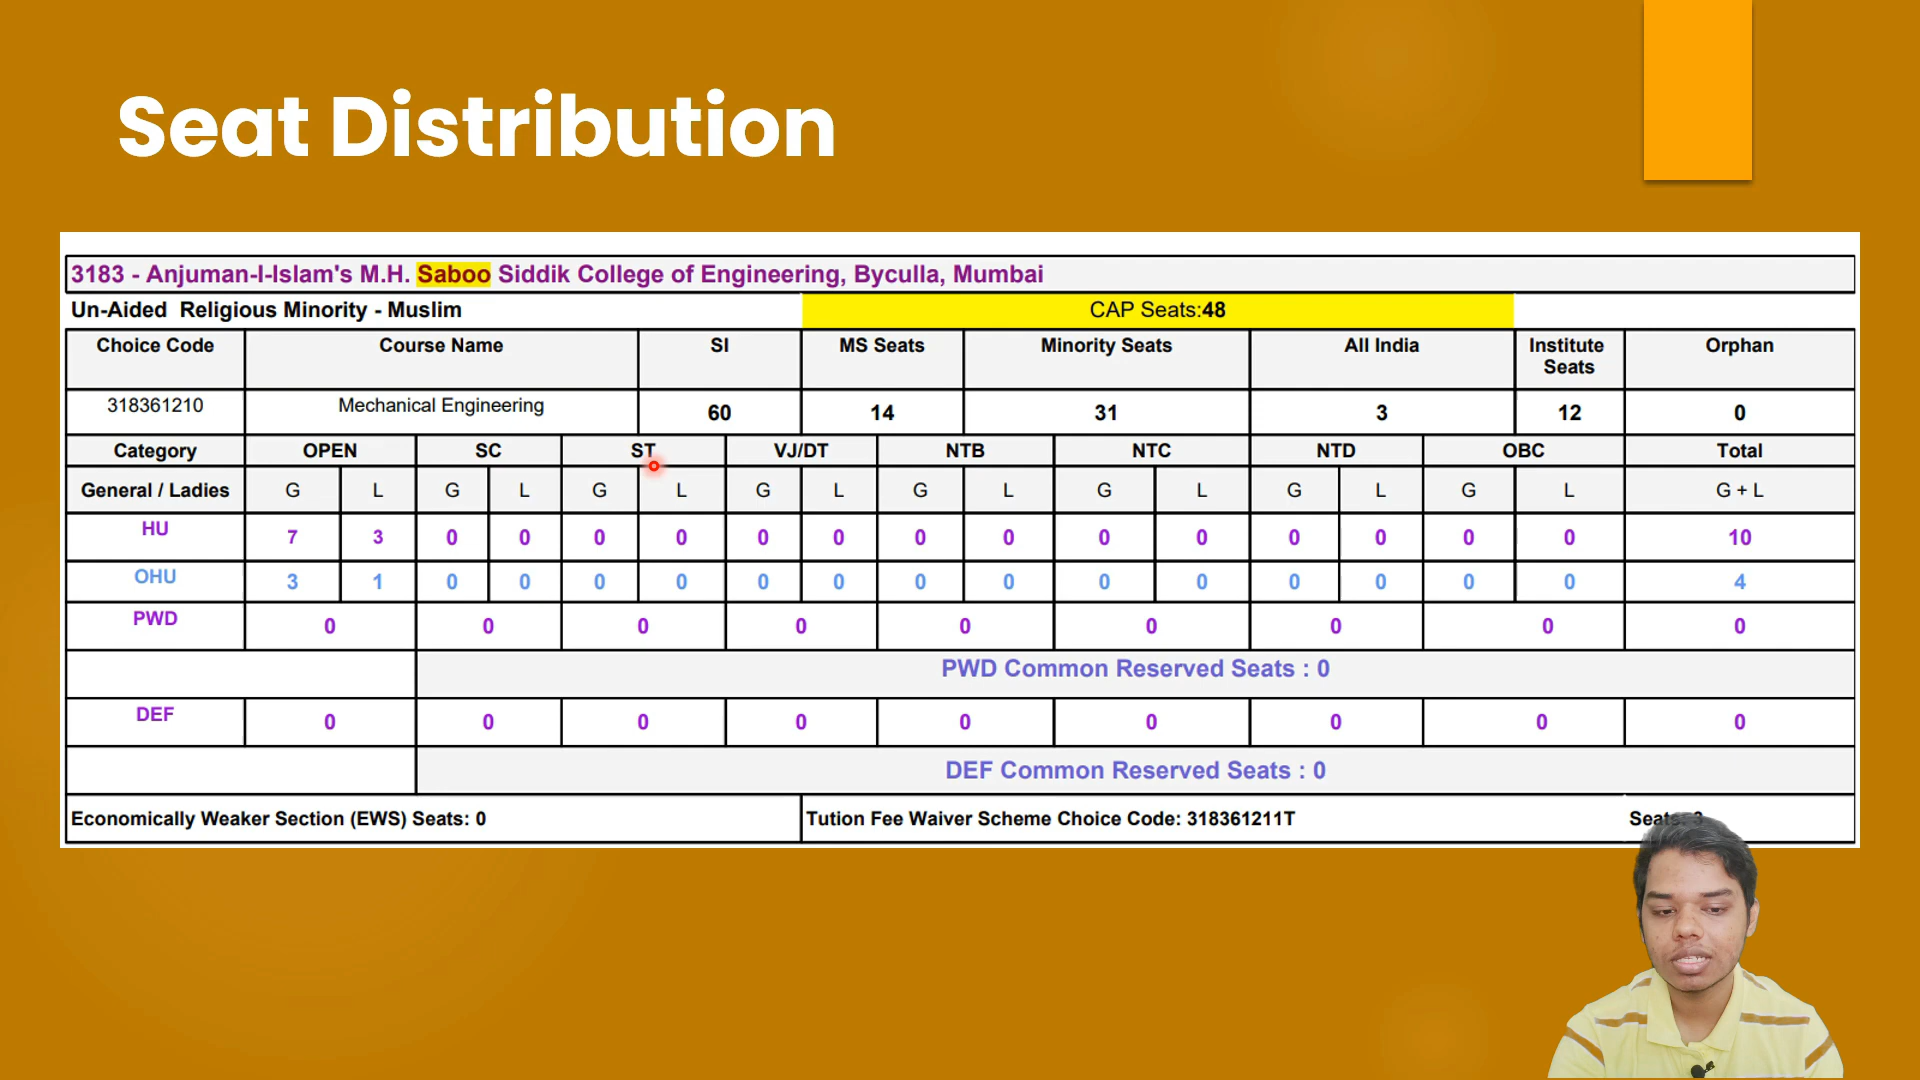 Seat Distribution
3183 - Anjuman-I-Islam's M.H. Saboo Siddik College of Engineering, Byculla, Mumbai
Un-Aided Religious Minority - Muslim CAP Seats:48
Choice Code Course Name SI MS Seats Minority Seats All India Institute Seats Orphan
318361210 Mechanical Engineering 60 14 31 3 12 0
Category OPEN SC ST VJ/DT NTB NTC NTD OBC Total
General / Ladies G L G L G L G L G L G L G L G L G + L
HU 7 3 0 0 0 0 0 0 0 0 0 0 0 0 0 0 10
OHU 3 1 0 0 0 0 0 0 0 0 0 0 0 0 0 0 4
PWD 0 0 0 0 0 0 0 0 0
PWD Common Reserved Seats : 0
DEF 0 0 0 0 0 0 0 0 0
DEF Common Reserved Seats : 0
Economically Weaker Section (EWS) Seats: 0 Tution Fee Waiver Scheme Choice Code: 318361211T